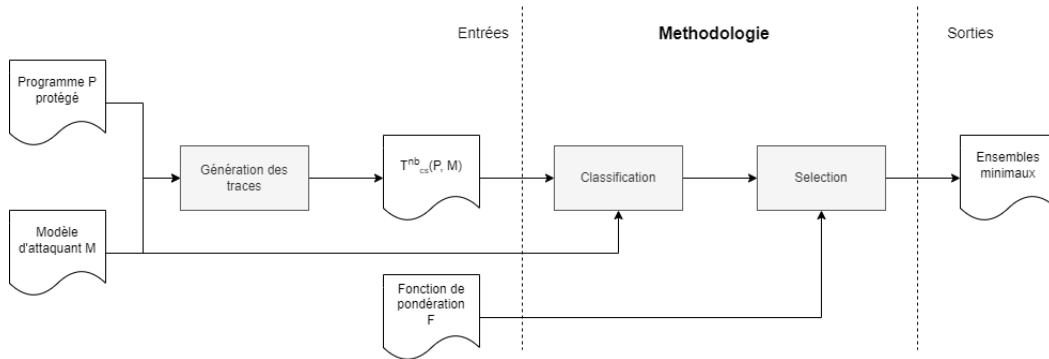 Entrées
Methodologie
Sorties
Programme P
protégé
Génération des
traces
T^nb_cs(P, M)
Classification
Selection
Ensembles
minimaux
Modèle
d'attaquant M
Fonction de
pondération
F